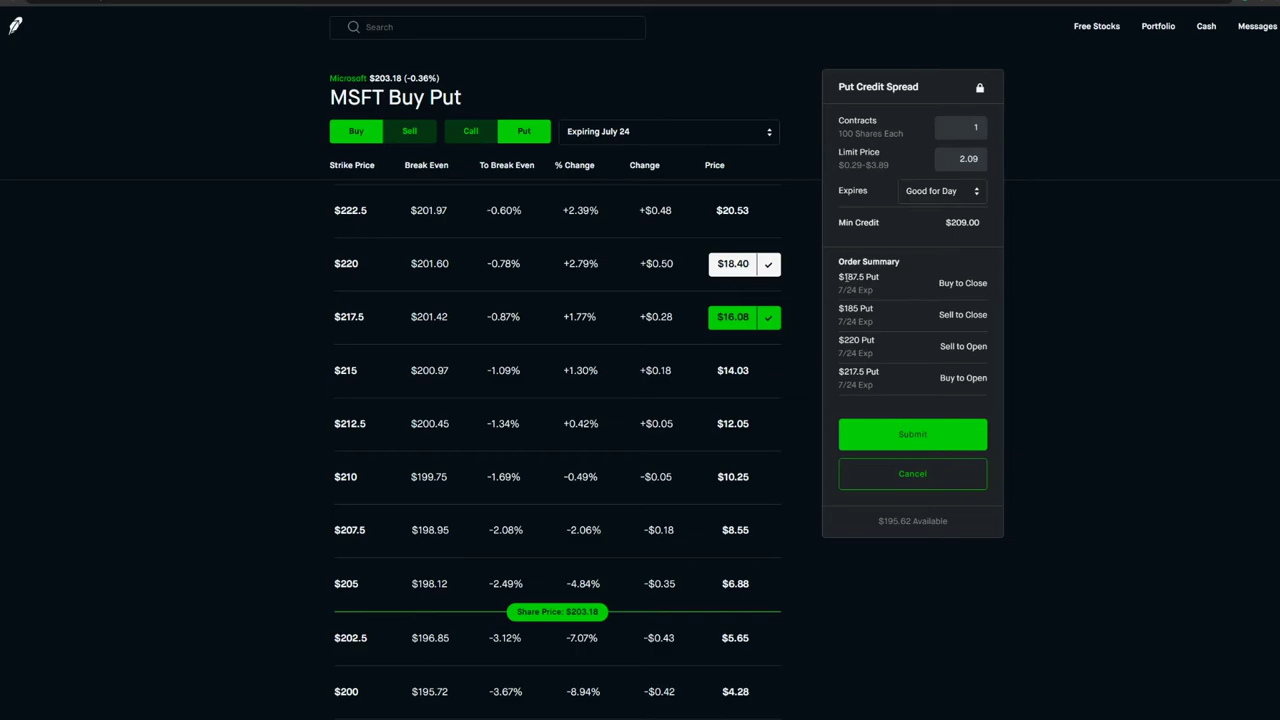 Search
Free Stocks Portfolio Cash Messages
Microsoft $203.18 (-0.36%)
MSFT Buy Put
Buy Sell Call Put Expiring July 24
Strike Price Break Even To Break Even % Change Change Price
$222.5 $201.97 -0.60% +2.39% +$0.48 $20.53
$220 $201.60 -0.78% +2.79% +$0.50 $18.40
$217.5 $201.42 -0.87% +1.77% +$0.28 $16.08
$215 $200.97 -1.09% +1.30% +$0.18 $14.03
$212.5 $200.45 -1.34% +0.42% +$0.05 $12.05
$210 $199.75 -1.69% -0.49% -$0.05 $10.25
$207.5 $198.95 -2.08% -2.06% -$0.18 $8.55
$205 $198.12 -2.49% -4.84% -$0.35 $6.88
Share Price: $203.18
$202.5 $196.85 -3.12% -7.07% -$0.43 $5.65
$200 $195.72 -3.67% -8.94% -$0.42 $4.28
Put Credit Spread
Contracts 1
100 Shares Each
Limit Price 2.09
$0.29-$3.89
Expires Good for Day
Min Credit $209.00
Order Summary
$187.5 Put Buy to Close
7/24 Exp
$185 Put Sell to Close
7/24 Exp
$220 Put Sell to Open
7/24 Exp
$217.5 Put Buy to Open
7/24 Exp
Submit
Cancel
$195.62 Available